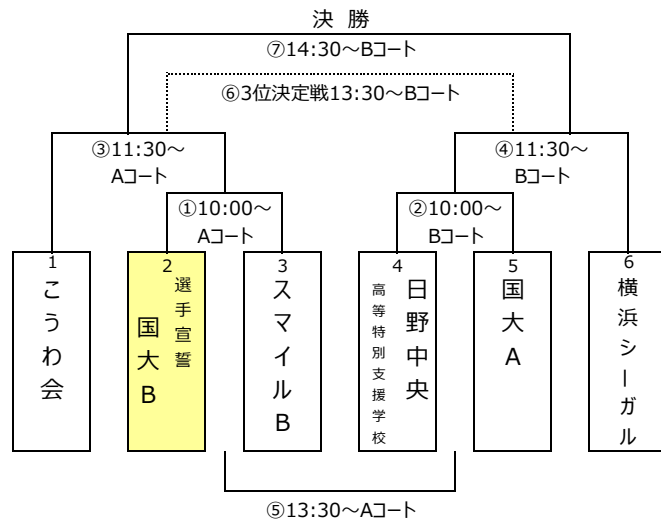 決 勝
⑦14:30～Bコート
⑥3位決定戦13:30～Bコート
③11:30～
Aコート
④11:30～
Bコート
①10:00～
Aコート
②10:00～
Bコート
1
こうわ会
2
選手宣誓
国大B
3
スマイルB
4
日野中央
高等特別支援学校
5
国大A
6
横浜シーガル
⑤13:30～Aコート